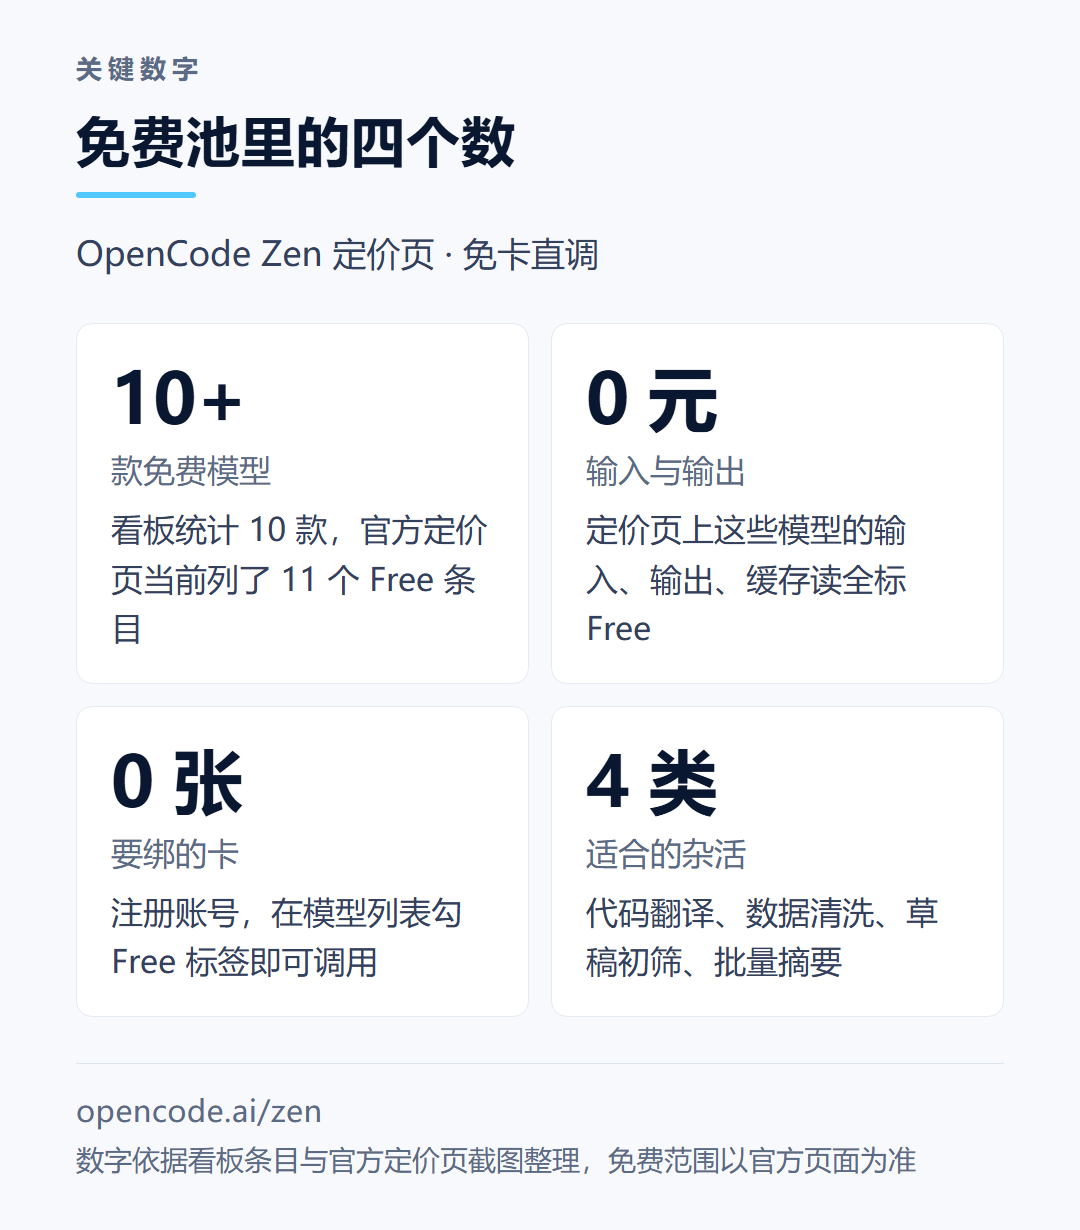 关键数字
免费池里的四个数
OpenCode Zen 定价页 · 免卡直调
10+
款免费模型
看板统计 10 款，官方定价
页当前列了 11 个 Free 条
目
0 元
输入与输出
定价页上这些模型的输
入、输出、缓存读全标
Free
0 张
要绑的卡
注册账号，在模型列表勾
Free 标签即可调用
4 类
适合的杂活
代码翻译、数据清洗、草
稿初筛、批量摘要
opencode.ai/zen
数字依据看板条目与官方定价页截图整理，免费范围以官方页面为准